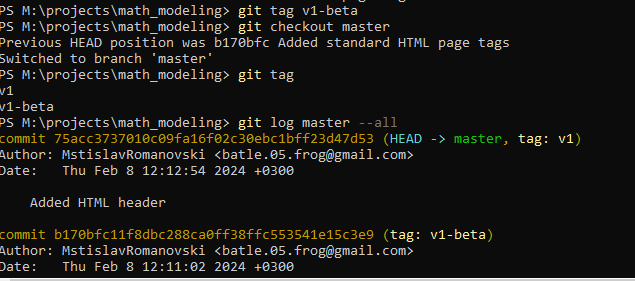 PS M:\projects\math_modeling> git tag v1-beta
PS M:\projects\math_modeling> git checkout master
Previous HEAD position was b170bfc Added standard HTML page tags
Switched to branch 'master'
PS M:\projects\math_modeling> git tag
v1
v1-beta
PS M:\projects\math_modeling> git log master --all
commit 75acc3737010c09fa16f02c30ebc1bff23d47d53 (HEAD -> master, tag: v1)
Author: MstislavRomanovski <batle.05.frog@gmail.com>
Date:   Thu Feb 8 12:12:54 2024 +0300
    Added HTML header
commit b170bfc11f8dbc288ca0ff38ffc553541e15c3e9 (tag: v1-beta)
Author: MstislavRomanovski <batle.05.frog@gmail.com>
Date:   Thu Feb 8 12:11:02 2024 +0300